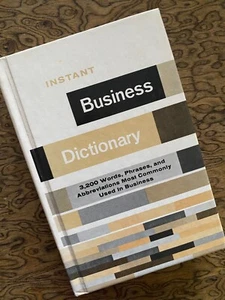 INSTANT
Business
Dictionary
3,200 Words, Phrases, and
Abbreviations Most Commonly
Used in Business